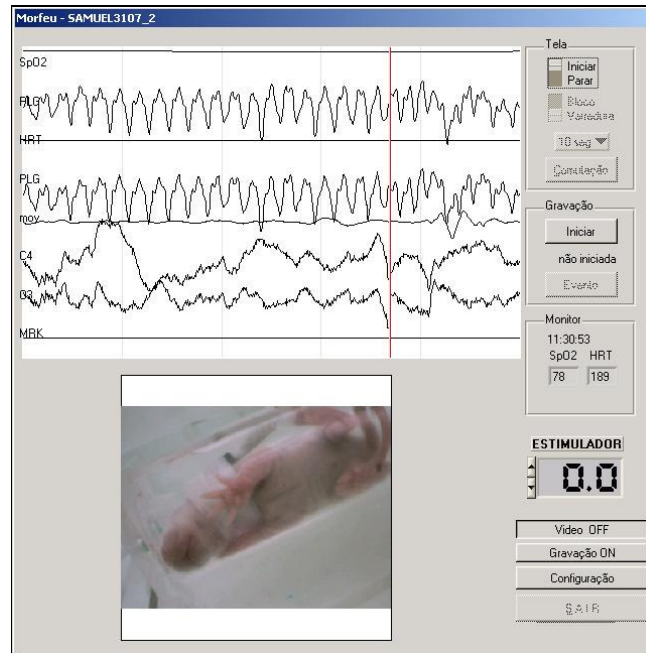 Morfeu - SAMUEL3107_2
SpO2
PLG
HRT
PLG
mov
C4
O3
MRK
Tela
Iniciar
Parar
Bloco
Varredura
10 seg
Comutação
Gravação
Iniciar
não iniciada
Evento
Monitor
11:30:53
SpO2 HRT
78 189
ESTIMULADOR
0.0
Video OFF
Gravação ON
Configuração
SAIR